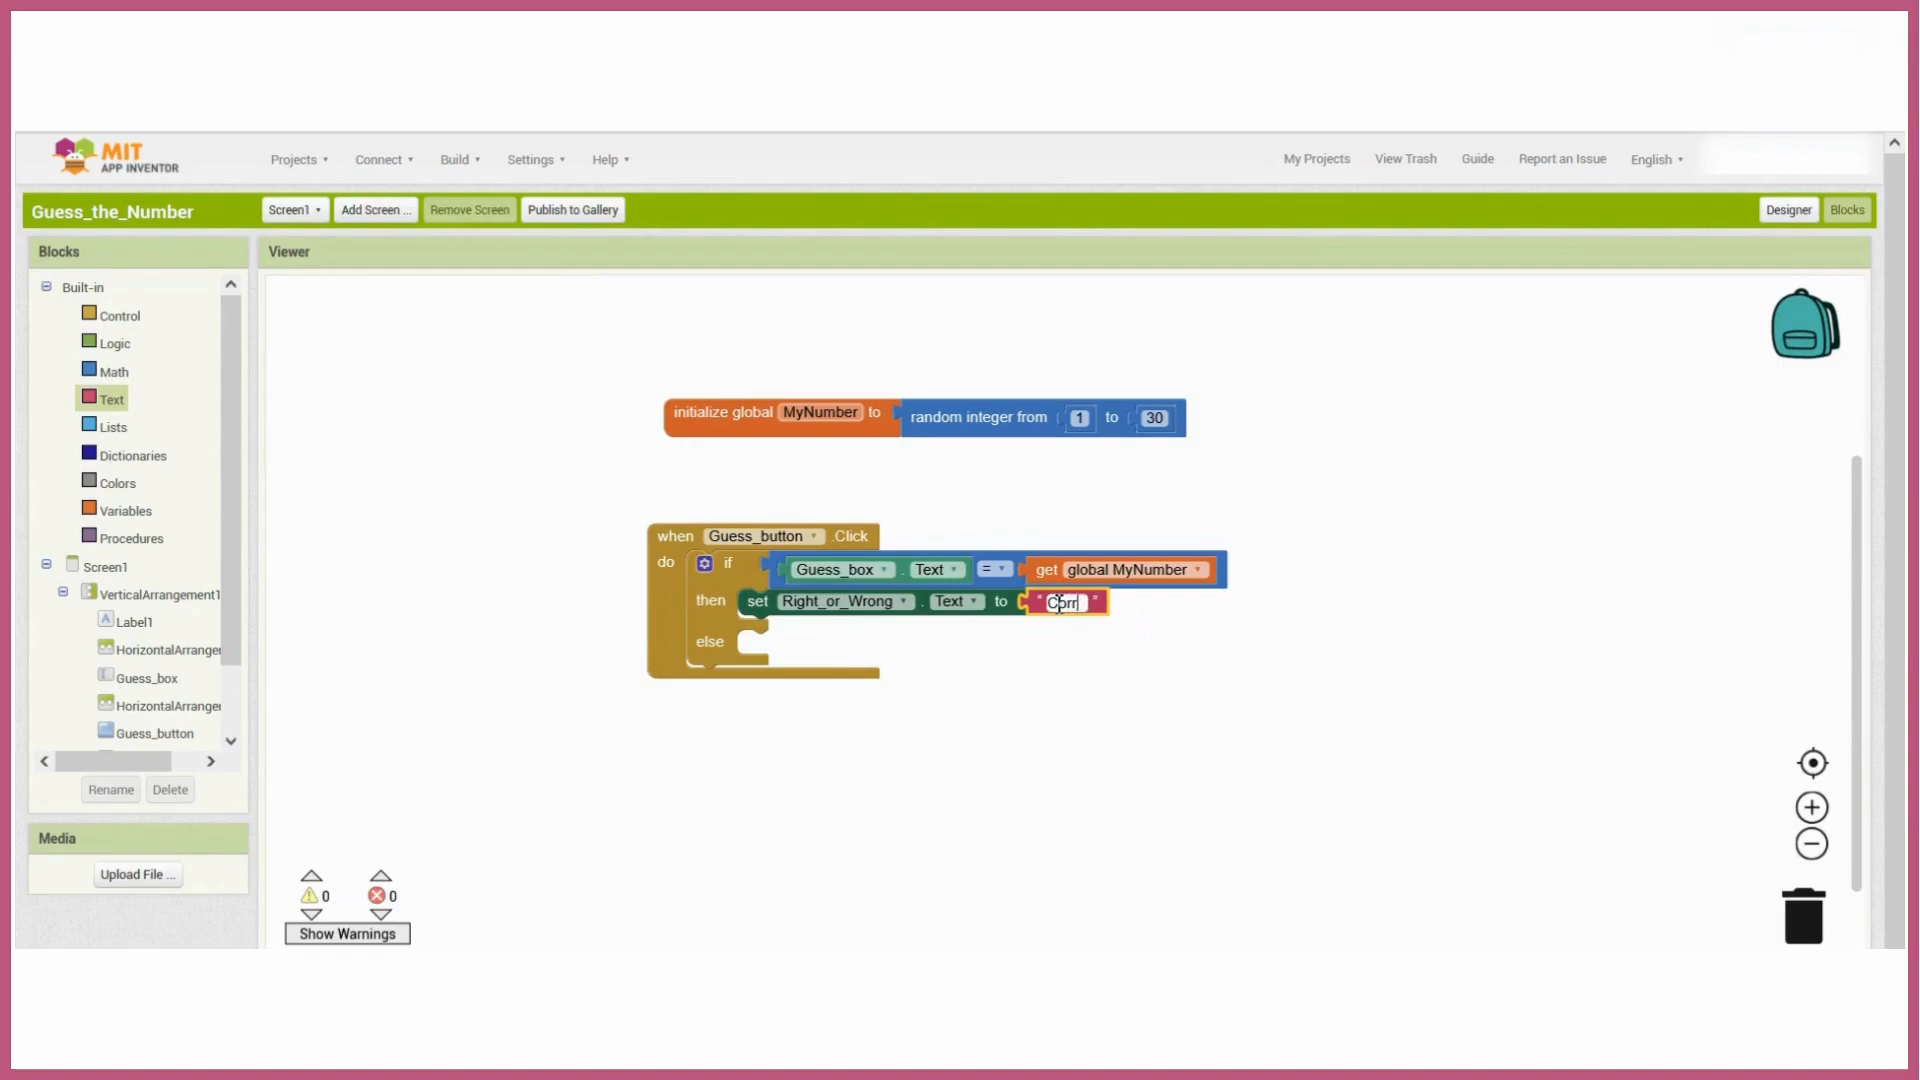 MIT
APP INVENTOR
Projects
Connect
Build
Settings
Help
My Projects
View Trash
Guide
Report an Issue
English
Guess_the_Number
Screen1
Add Screen ...
Remove Screen
Publish to Gallery
Designer
Blocks
Blocks
Viewer
Built-in
Control
Logic
Math
Text
Lists
Dictionaries
Colors
Variables
Procedures
Screen1
VerticalArrangement1
Label1
HorizontalArranger
Guess_box
HorizontalArranger
Guess_button
Rename
Delete
Media
Upload File ...
initialize global MyNumber to random integer from 1 to 30
when Guess_button .Click
do if Guess_box . Text = get global MyNumber
then set Right_or_Wrong . Text to " Corr "
else
0
0
Show Warnings